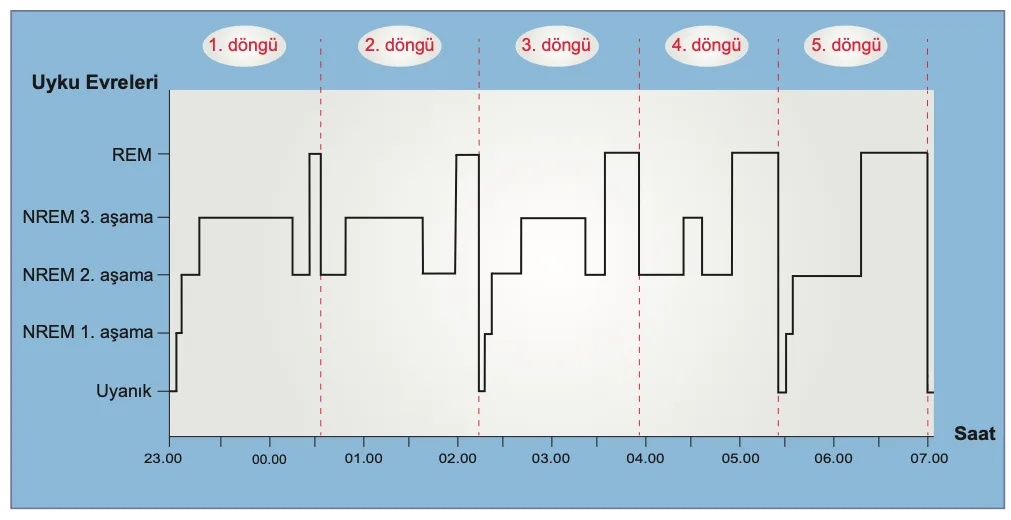 1. döngü
2. döngü
3. döngü
4. döngü
5. döngü
Uyku Evreleri
REM
NREM 3. aşama
NREM 2. aşama
NREM 1. aşama
Uyanık
Saat
23.00
00.00
01.00
02.00
03.00
04.00
05.00
06.00
07.00